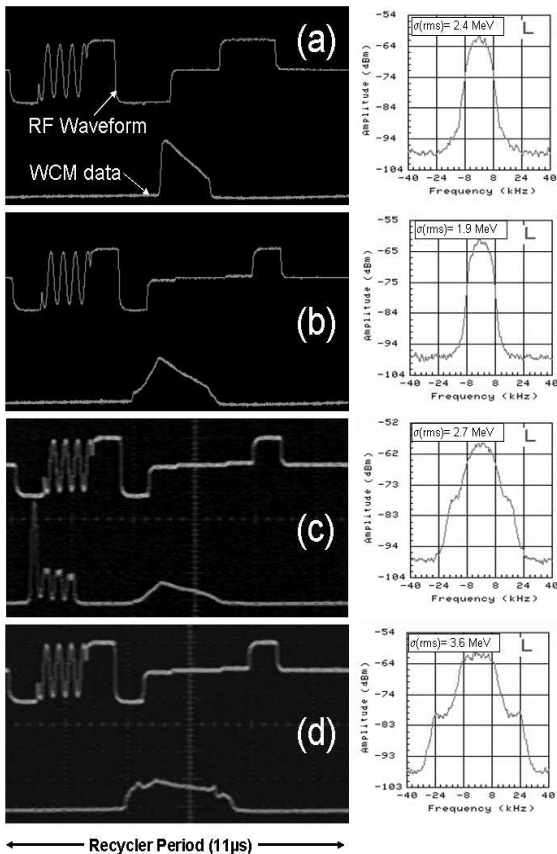 (a)
RF Waveform
WCM data
σ(rms)= 2.4 MeV
L
Amplitude (dBm)
-54
-64
-74
-84
-104
-40 -24 -8 8 24 40
Frequency (kHz)
(b)
σ(rms)= 1.9 MeV
L
Amplitude (dBm)
-55
-65
-75
-84
-94
-104
-40 -24 -8 8 24 40
Frequency (kHz)
(c)
σ(rms)= 2.7 MeV
L
Amplitude (dBm)
-52
-62
-74
-94
-104
-40 -24 -8 8 24 40
Frequency (kHz)
(d)
σ(rms)= 3.6 MeV
L
Amplitude (dBm)
-54
-64
-74
-83
-93
-103
-40 -24 -8 8 24 40
Frequency (kHz)
Recycler Period (11μs)